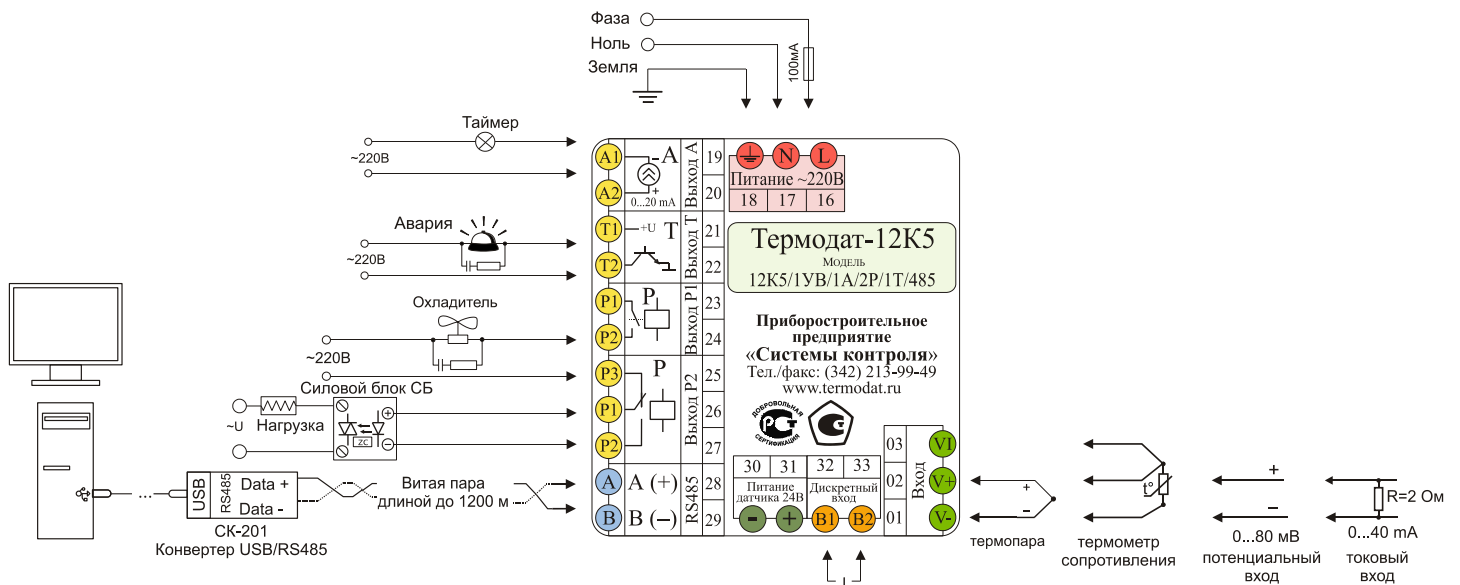 Фаза
Ноль
Земля
100мА
Таймер
~220В
Авария
~220В
Охладитель
~220В
Силовой блок СБ
~U
Нагрузка
ZC
USB
RS485
Data +
Data -
СК-201
Конвертер USB/RS485
Витая пара
длиной до 1200 м
A1
A2
-А
+
0...20 mA
Выход А
19
20
T1
T2
+U
Т
Выход Т
21
22
P1
P2
Р
Выход Р1
23
24
P3
P1
P2
Р
Выход Р2
25
26
27
A
B
A (+)
B (–)
RS485
28
29
N
L
Питание ~220В
18
17
16
Термодат-12К5
Модель
12К5/1УВ/1А/2Р/1Т/485
Приборостроительное
предприятие
«Системы контроля»
Тел./факс: (342) 213-99-49
www.termodat.ru
ДОБРОВОЛЬНАЯ
РСТ
СЕРТИФИКАЦИЯ
30
31
32
33
Питание
датчика 24В
Дискретный
вход
-
+
B1
B2
03
02
01
Вход
VI
V+
V-
+
–
термопара
t°
термометр
сопротивления
+
–
0...80 мВ
потенциальный
вход
R=2 Ом
0...40 mA
токовый
вход